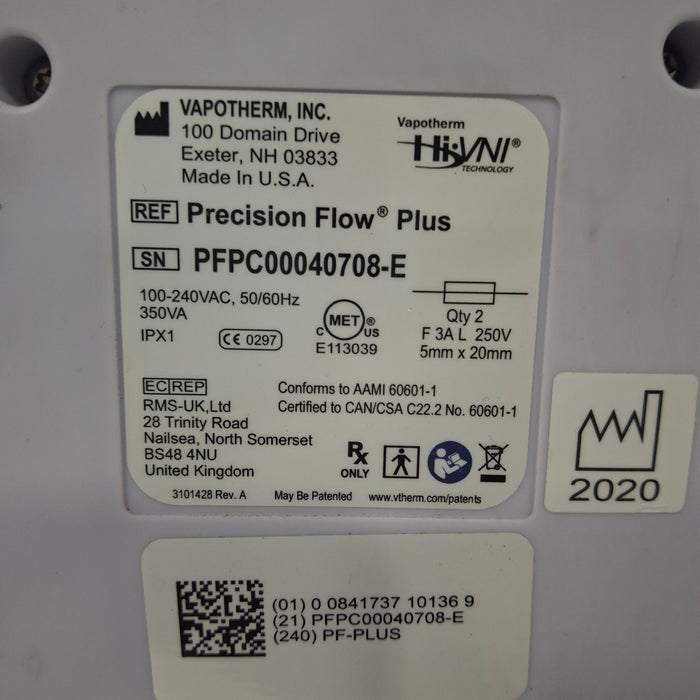 VAPOTHERM, INC.
100 Domain Drive
Exeter, NH 03833
Made In U.S.A.
Vapotherm
Hi-VNI®
TECHNOLOGY
REF Precision Flow® Plus
SN PFPC00040708-E
100-240VAC, 50/60Hz
350VA
IPX1
CE 0297
C MET ® US
E113039
Qty 2
F 3A L 250V
5mm x 20mm
EC REP
RMS-UK,Ltd
28 Trinity Road
Nailsea, North Somerset
BS48 4NU
United Kingdom
Conforms to AAMI 60601-1
Certified to CAN/CSA C22.2 No. 60601-1
Rx
ONLY
3101428 Rev. A May Be Patented www.vtherm.com/patents
2020
(01) 0 0841737 10136 9
(21) PFPC00040708-E
(240) PF-PLUS